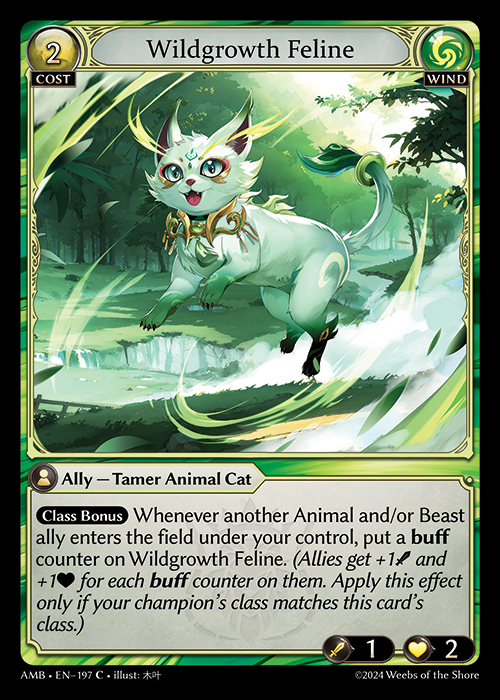 2
COST
Wildgrowth Feline
WIND
Ally — Tamer Animal Cat
Class Bonus Whenever another Animal and/or Beast
ally enters the field under your control, put a buff
counter on Wildgrowth Feline. (Allies get +1 and
+1 for each buff counter on them. Apply this effect
only if your champion's class matches this card's
class.)
1
2
AMB • EN–197 C • illust: 木叶
©2024 Weebs of the Shore